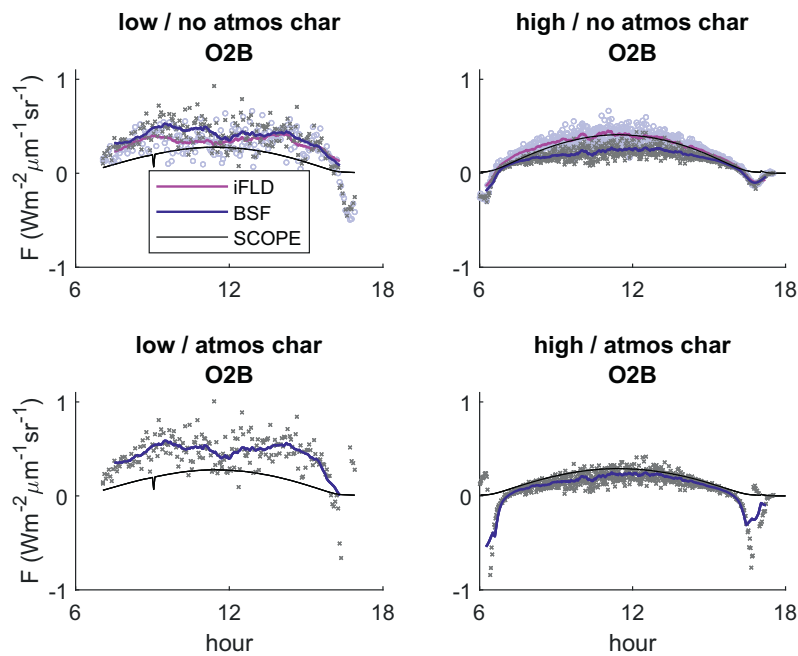 low / no atmos char
O2B
high / no atmos char
O2B
F (Wm-2μm-1sr-1)
1
0
-1
6
12
18
iFLD
BSF
SCOPE
1
0
-1
6
12
18
low / atmos char
O2B
high / atmos char
O2B
F (Wm-2μm-1sr-1)
1
0
-1
6
12
18
hour
1
0
-1
6
12
18
hour